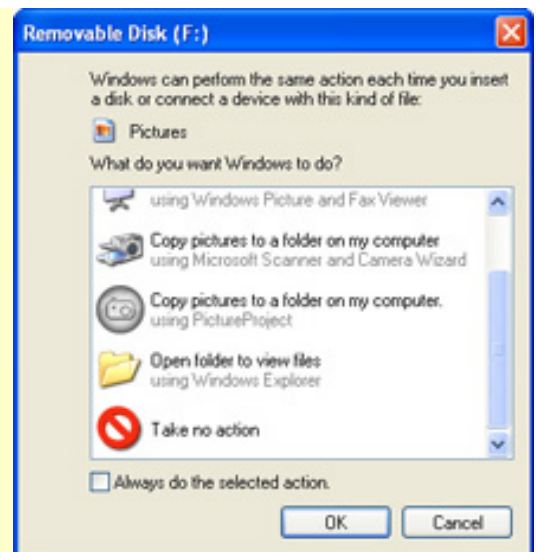 Removable Disk (F:)
Windows can perform the same action each time you insert
a disk or connect a device with this kind of file:
Pictures
What do you want Windows to do?
using Windows Picture and Fax Viewer
Copy pictures to a folder on my computer
using Microsoft Scanner and Camera Wizard
Copy pictures to a folder on my computer.
using PictureProject
Open folder to view files
using Windows Explorer
Take no action
Always do the selected action.
OK Cancel